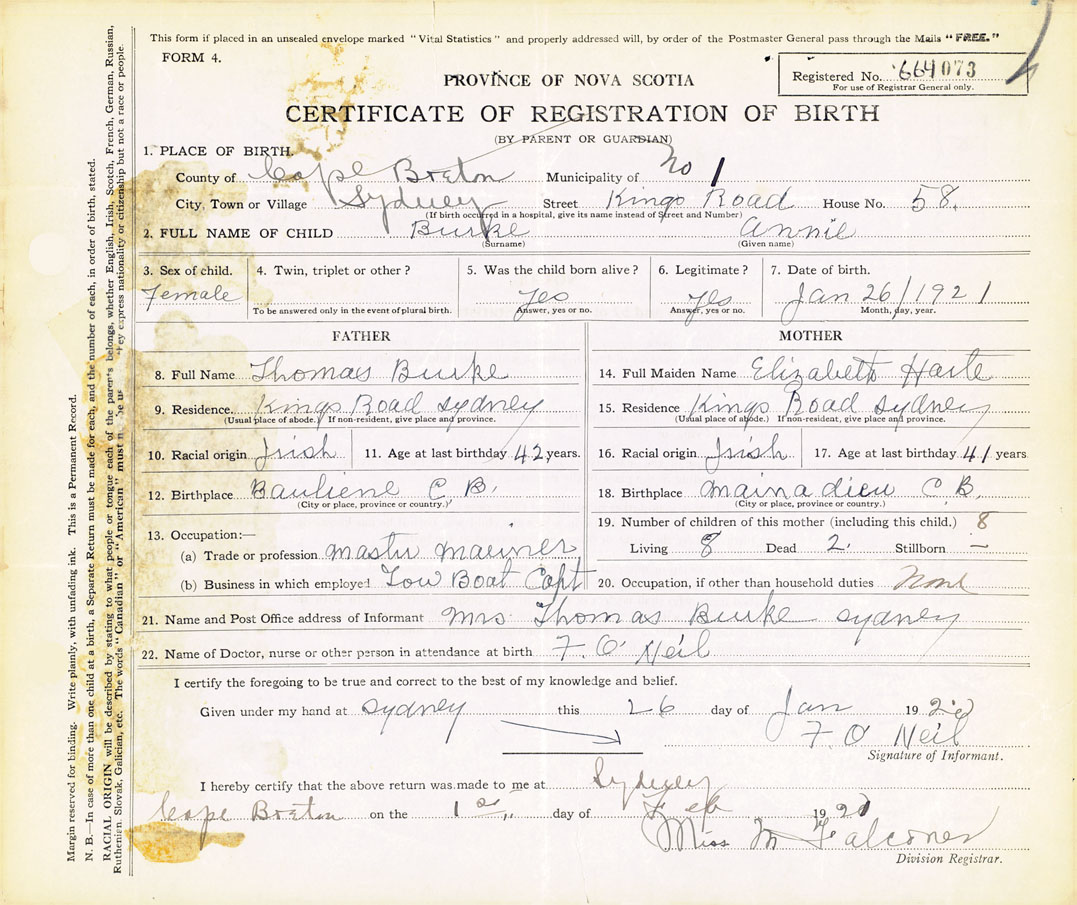 This form if placed in an unsealed envelope marked "Vital Statistics" and properly addressed will, by order of the Postmaster General pass through the Mails "FREE."
FORM 4.
Registered No. 664073
For use of Registrar General only.
PROVINCE OF NOVA SCOTIA
CERTIFICATE OF REGISTRATION OF BIRTH
(BY PARENT OR GUARDIAN)
1. PLACE OF BIRTH.
County of Cape Breton Municipality of No 1
City, Town or Village Sydney Street Kings Road House No. 58.
(If birth occurred in a hospital, give its name instead of Street and Number)
2. FULL NAME OF CHILD Burke Annie
(Surname) (Given name)
3. Sex of child. 4. Twin, triplet or other? 5. Was the child born alive? 6. Legitimate? 7. Date of birth.
Female yes yes Jan 26/1921
To be answered only in the event of plural birth. Answer, yes or no. Answer, yes or no. Month, day, year.
FATHER
8. Full Name Thomas Burke
9. Residence. Kings Road Sydney
(Usual place of abode.) If non-resident, give place and province.
10. Racial origin Irish 11. Age at last birthday 42 years.
12. Birthplace Bauliene C. B.
(City or place, province or country.)
13. Occupation:—
(a) Trade or profession Master Mariner
(b) Business in which employed Tow Boat Capt
MOTHER
14. Full Maiden Name Elizabeth Harte
15. Residence Kings Road Sydney
(Usual place of abode.) If non-resident, give place and province.
16. Racial origin Irish 17. Age at last birthday 41 years
18. Birthplace Mainadieu C. B.
(City or place, province or country.)
19. Number of children of this mother (including this child.) 8
Living 8 Dead 2. Stillborn —
20. Occupation, if other than household duties None
21. Name and Post Office address of Informant Mrs Thomas Burke Sydney
22. Name of Doctor, nurse or other person in attendance at birth F. O' Neil
I certify the foregoing to be true and correct to the best of my knowledge and belief.
Given under my hand at Sydney this 26 day of Jan 19
F. O' Neil
Signature of Informant.
I hereby certify that the above return was made to me at Sydney
Cape Breton on the 1st day of Feb 19
Miss M Falconer
Division Registrar.
Margin reserved for binding. Write plainly, with unfading ink. This is a Permanent Record.
N. B.—In case of more than one child at a birth, a Separate Return must be made for each, and the number of each, in order of birth, stated.
RACIAL ORIGIN will be described by stating to what people or tongue each of the parents belongs, whether English, Irish, Scotch, French, German, Russian,
Ruthenian, Slovak, Galician, etc. The words "Canadian" or "American" must express nationality or citizenship but not a race or people.